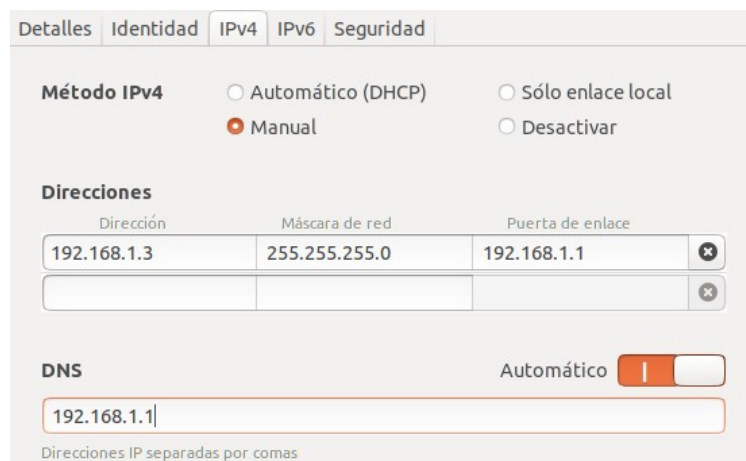 Detalles Identidad IPv4 IPv6 Seguridad
Método IPv4 Automático (DHCP) Sólo enlace local
Manual Desactivar
Direcciones
Dirección Máscara de red Puerta de enlace
192.168.1.3 255.255.255.0 192.168.1.1
DNS Automático
192.168.1.1
Direcciones IP separadas por comas